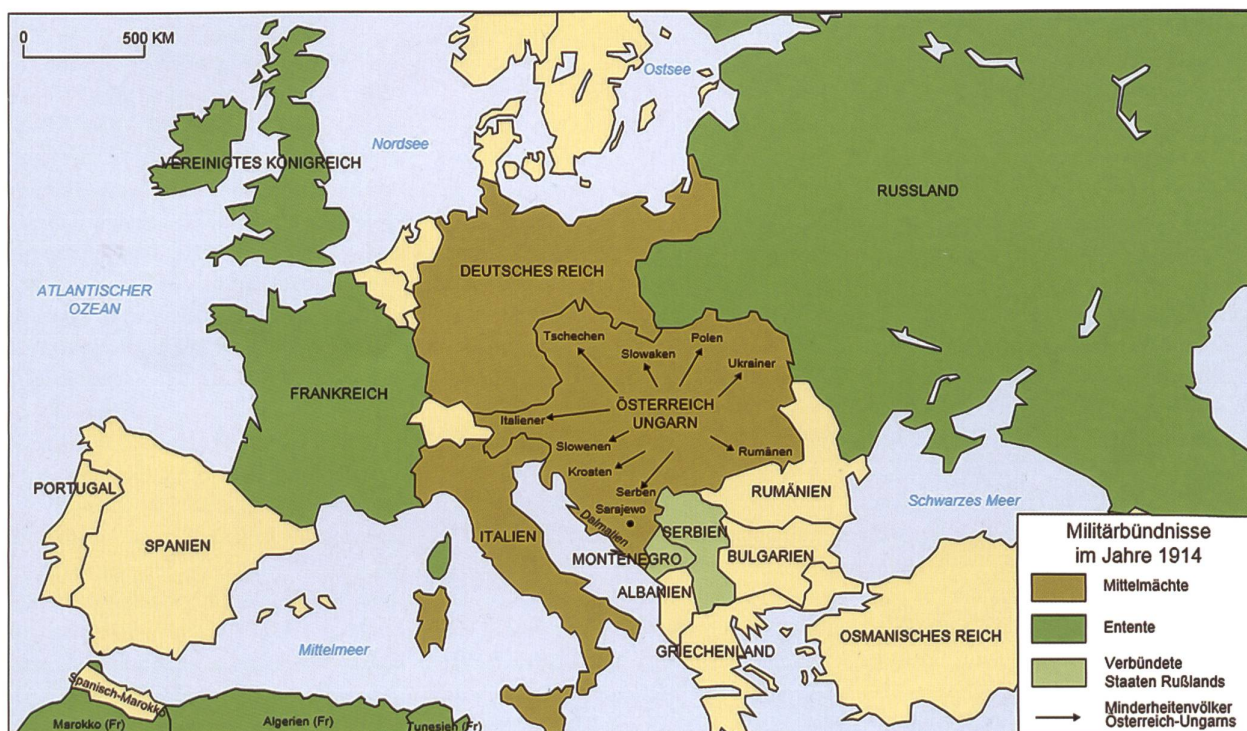 0 500 KM
Ostsee
Nordsee
VEREINIGTES KÖNIGREICH
RUSSLAND
DEUTSCHES REICH
ATLANTISCHER
OZEAN
Tschechen
Polen
Slowaken
Ukrainer
FRANKREICH
ÖSTERREICH
UNGARN
Italiener
Slowenen
Rumänen
Kroaten
PORTUGAL
Serben
RUMÄNIEN
Schwarzes Meer
Sarajewo
SPANIEN
ITALIEN
Dalmatien
SERBIEN
MONTENEGRO
BULGARIEN
ALBANIEN
OSMANISCHES REICH
Mittelmeer
GRIECHENLAND
Spanisch-Marokko
Marokko (Fr)
Algerien (Fr)
Tunesien (Fr)
Militärbündnisse
im Jahre 1914
Mittelmächte
Entente
Verbündete
Staaten Rußlands
Minderheitenvölker
Österreich-Ungarns